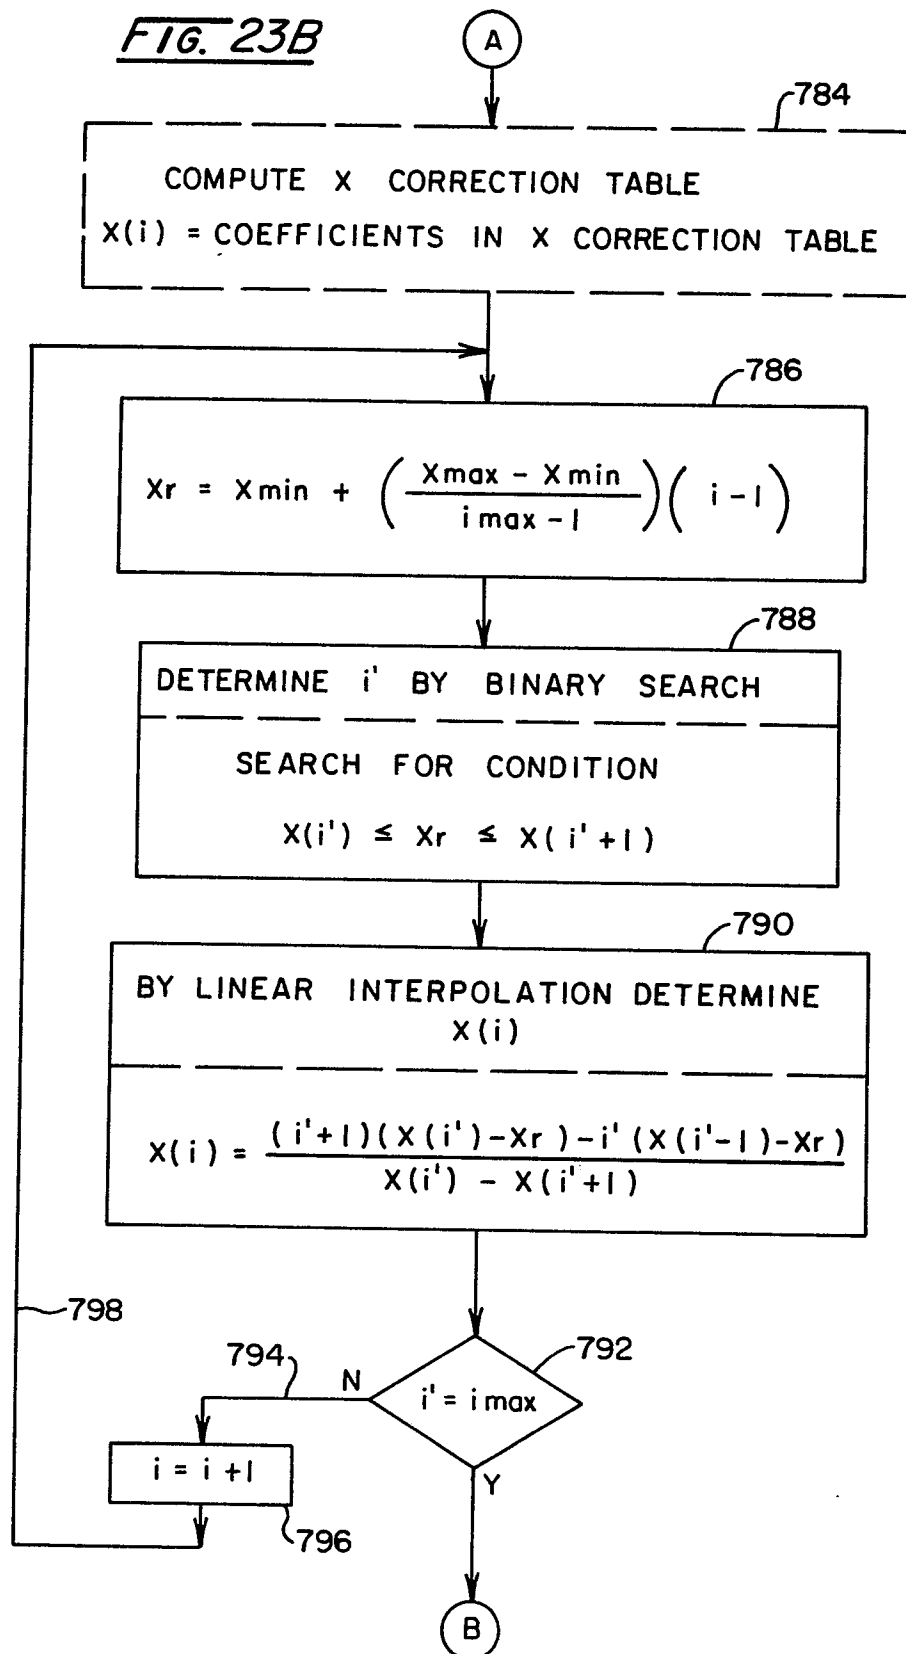 FIG. 23B
A
784
COMPUTE X CORRECTION TABLE
X(i) = COEFFICIENTS IN X CORRECTION TABLE
786
Xr = Xmin + (Xmax - Xmin / imax - 1)(i - 1)
788
DETERMINE i' BY BINARY SEARCH
SEARCH FOR CONDITION
X(i') ≤ Xr ≤ X(i'+1)
790
BY LINEAR INTERPOLATION DETERMINE
X(i)
X(i) = (i'+1)(X(i')-Xr)-i'(X(i'-1)-Xr) / X(i') - X(i'+1)
798
794
N
792
i' = imax
i = i +1
Y
796
B